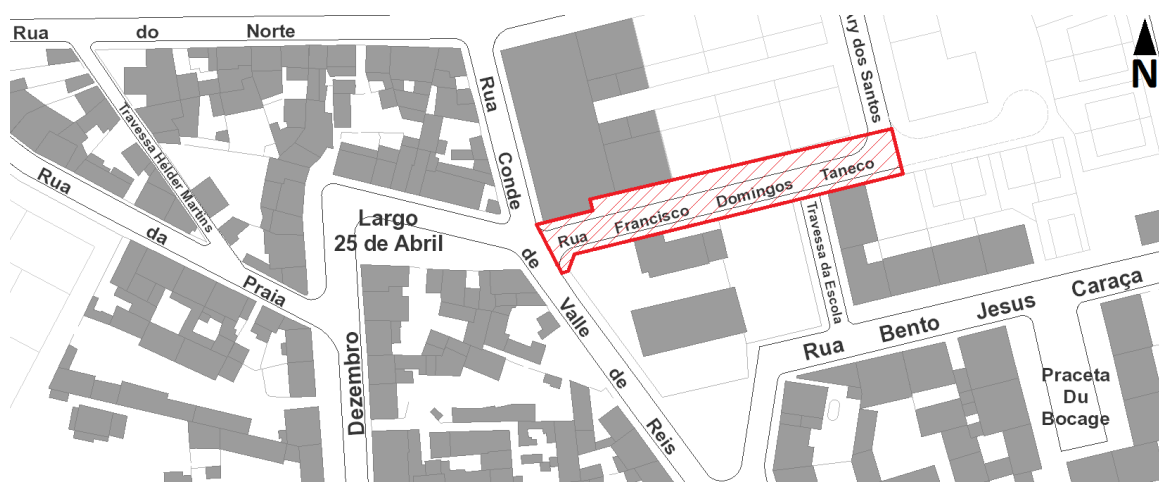 Rua do Norte
N
Travessa Hélder Martins
Rua da Praia
Rua Conde de Valle de Reis
Ary dos Santos
Rua Francisco Domingos Taneco
Largo
25 de Abril
Travessa da Escola
Dezembro
Rua Bento Jesus Caraça
Praceta
Du
Bocage